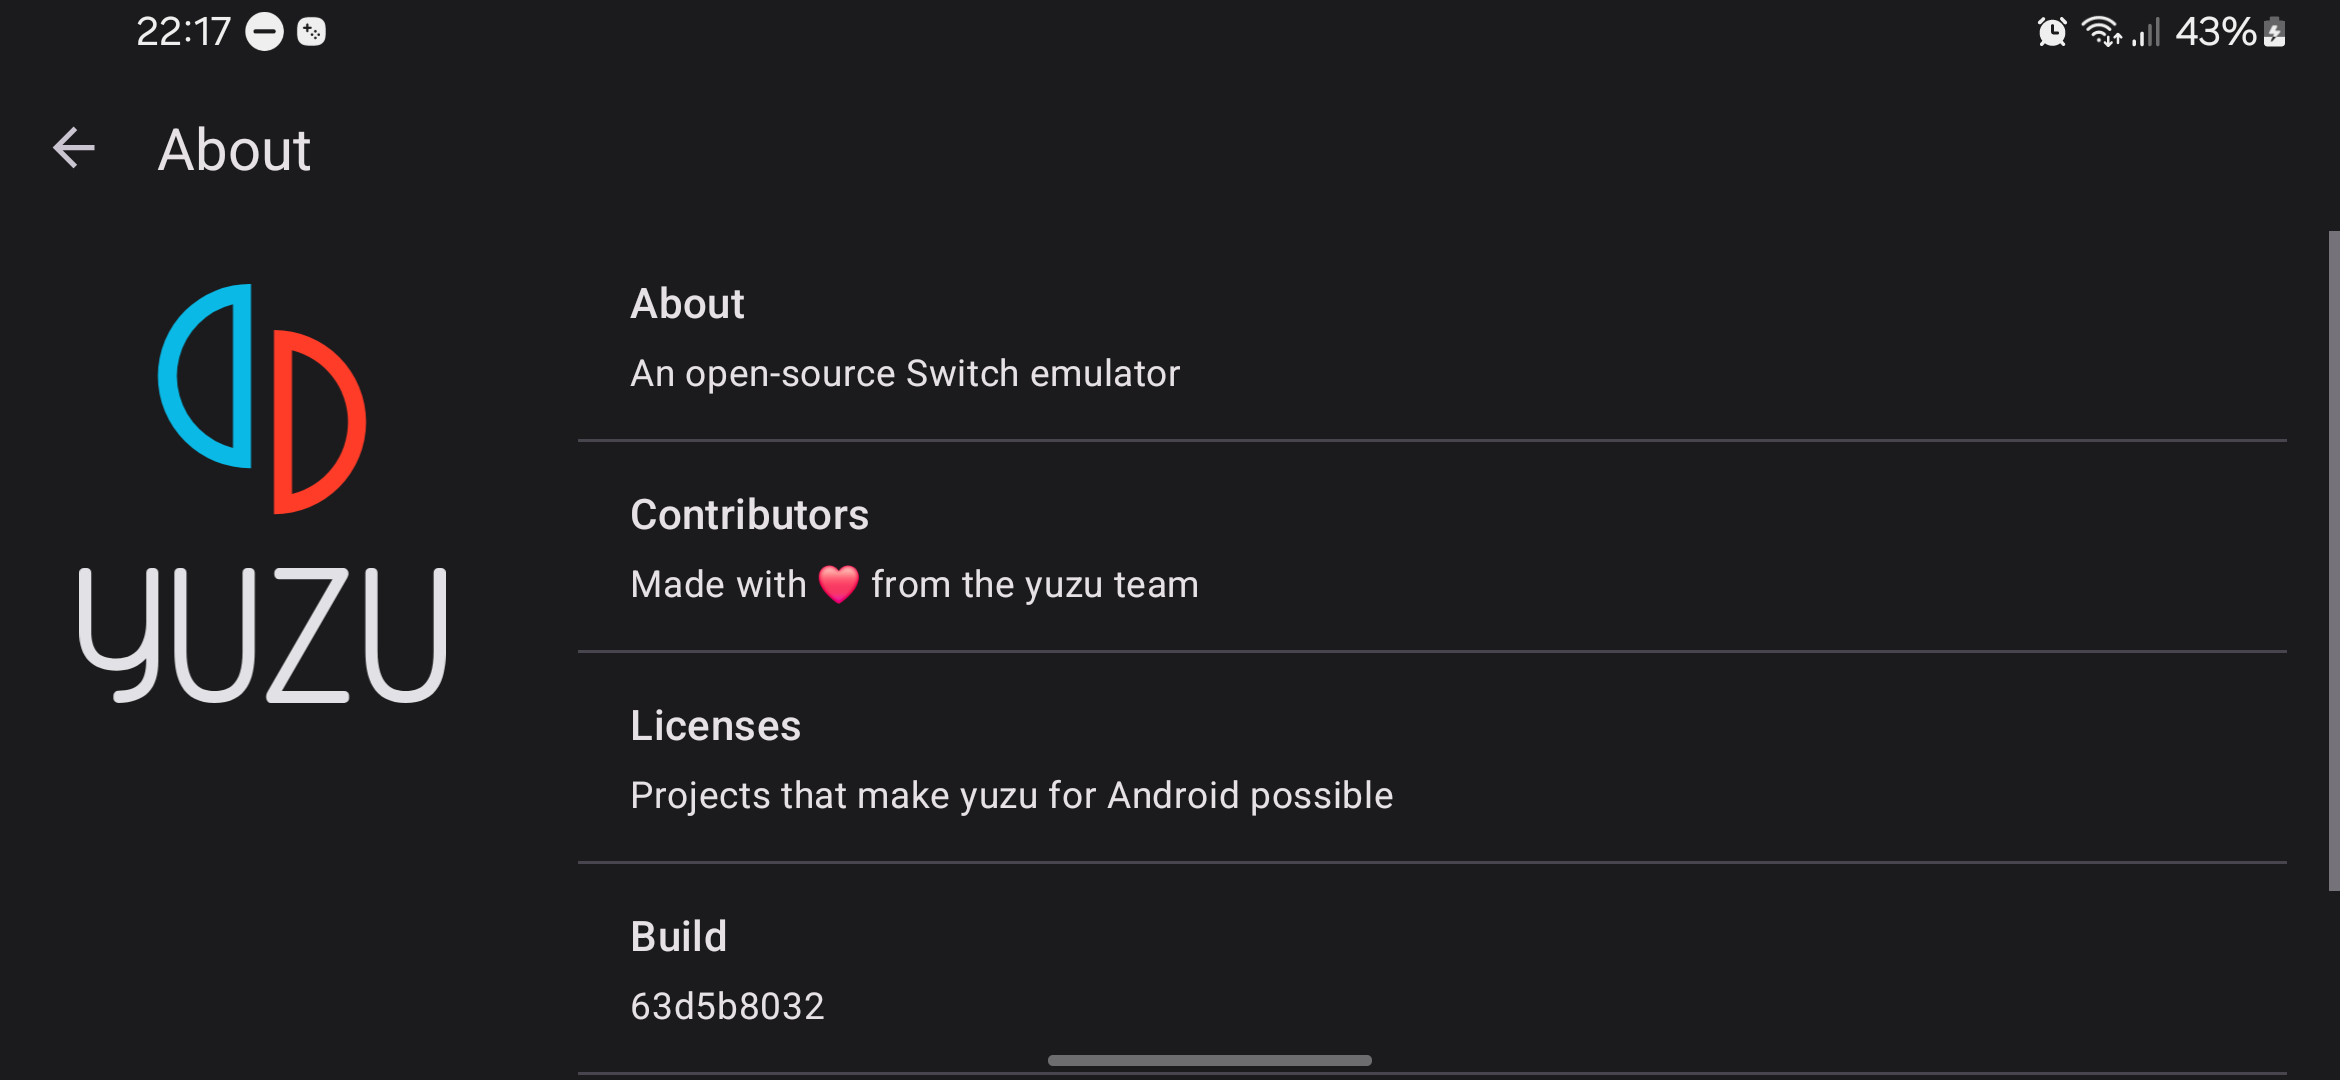 22:17
43%
About
yuzu
About
An open-source Switch emulator
Contributors
Made with ❤ from the yuzu team
Licenses
Projects that make yuzu for Android possible
Build
63d5b8032